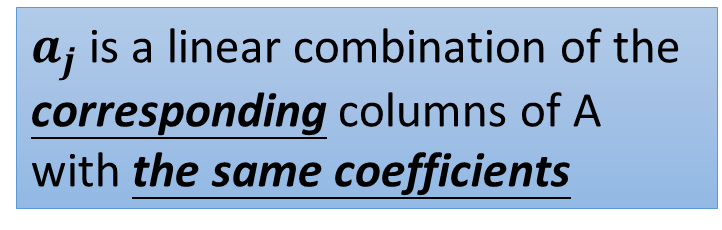 aj is a linear combination of the
corresponding columns of A
with the same coefficients